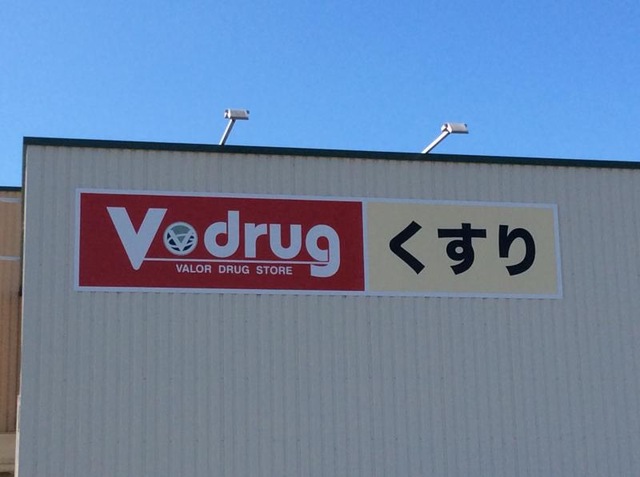 V drug
VALOR DRUG STORE
くすり